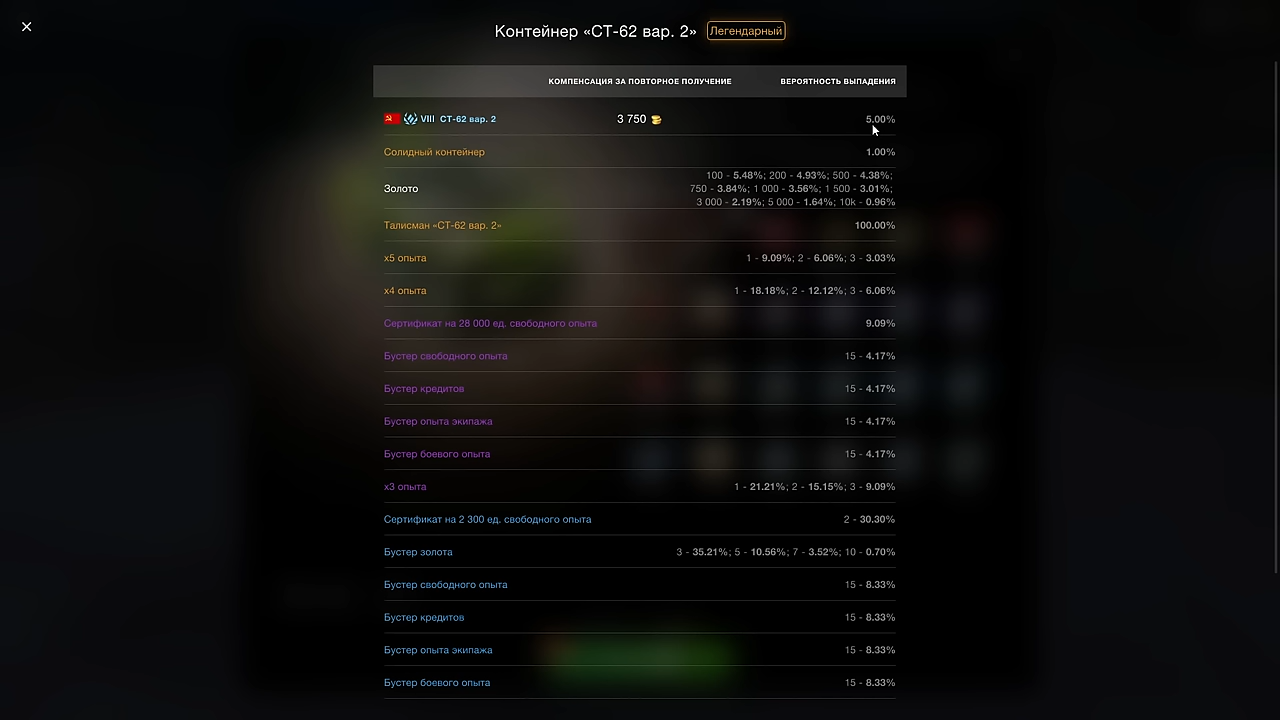 Контейнер «СТ-62 вар. 2» Легендарный
КОМПЕНСАЦИЯ ЗА ПОВТОРНОЕ ПОЛУЧЕНИЕ ВЕРОЯТНОСТЬ ВЫПАДЕНИЯ
VIII СТ-62 вар. 2 3 750 5.00%
Солидный контейнер 1.00%
100 - 5.48%; 200 - 4.93%; 500 - 4.38%;
Золото 750 - 3.84%; 1 000 - 3.56%; 1 500 - 3.01%;
3 000 - 2.19%; 5 000 - 1.64%; 10k - 0.96%
Талисман «СТ-62 вар. 2» 100.00%
x5 опыта 1 - 9.09%; 2 - 6.06%; 3 - 3.03%
x4 опыта 1 - 18.18%; 2 - 12.12%; 3 - 6.06%
Сертификат на 28 000 ед. свободного опыта 9.09%
Бустер свободного опыта 15 - 4.17%
Бустер кредитов 15 - 4.17%
Бустер опыта экипажа 15 - 4.17%
Бустер боевого опыта 15 - 4.17%
x3 опыта 1 - 21.21%; 2 - 15.15%; 3 - 9.09%
Сертификат на 2 300 ед. свободного опыта 2 - 30.30%
Бустер золота 3 - 35.21%; 5 - 10.56%; 7 - 3.52%; 10 - 0.70%
Бустер свободного опыта 15 - 8.33%
Бустер кредитов 15 - 8.33%
Бустер опыта экипажа 15 - 8.33%
Бустер боевого опыта 15 - 8.33%